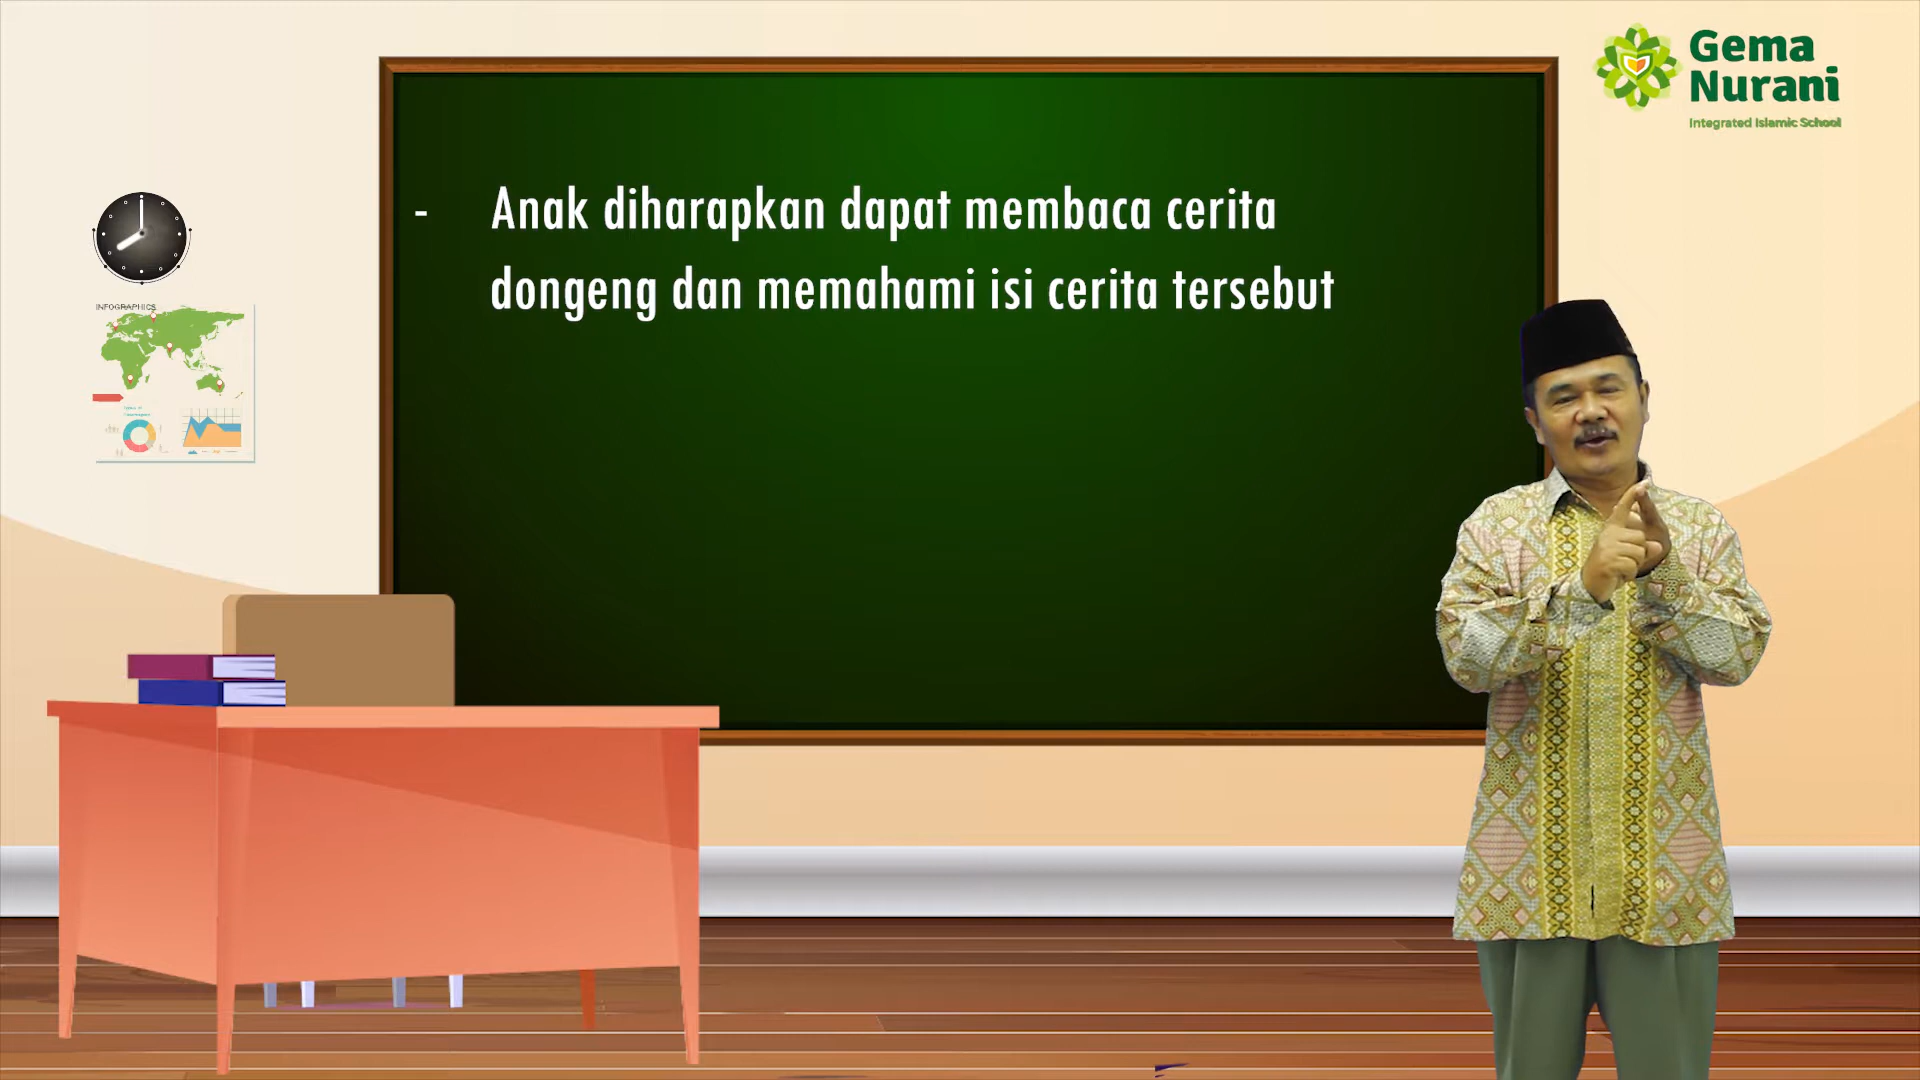 Gema
Nurani
Integrated Islamic School
- Anak diharapkan dapat membaca cerita
dongeng dan memahami isi cerita tersebut
INFOGRAPHICS